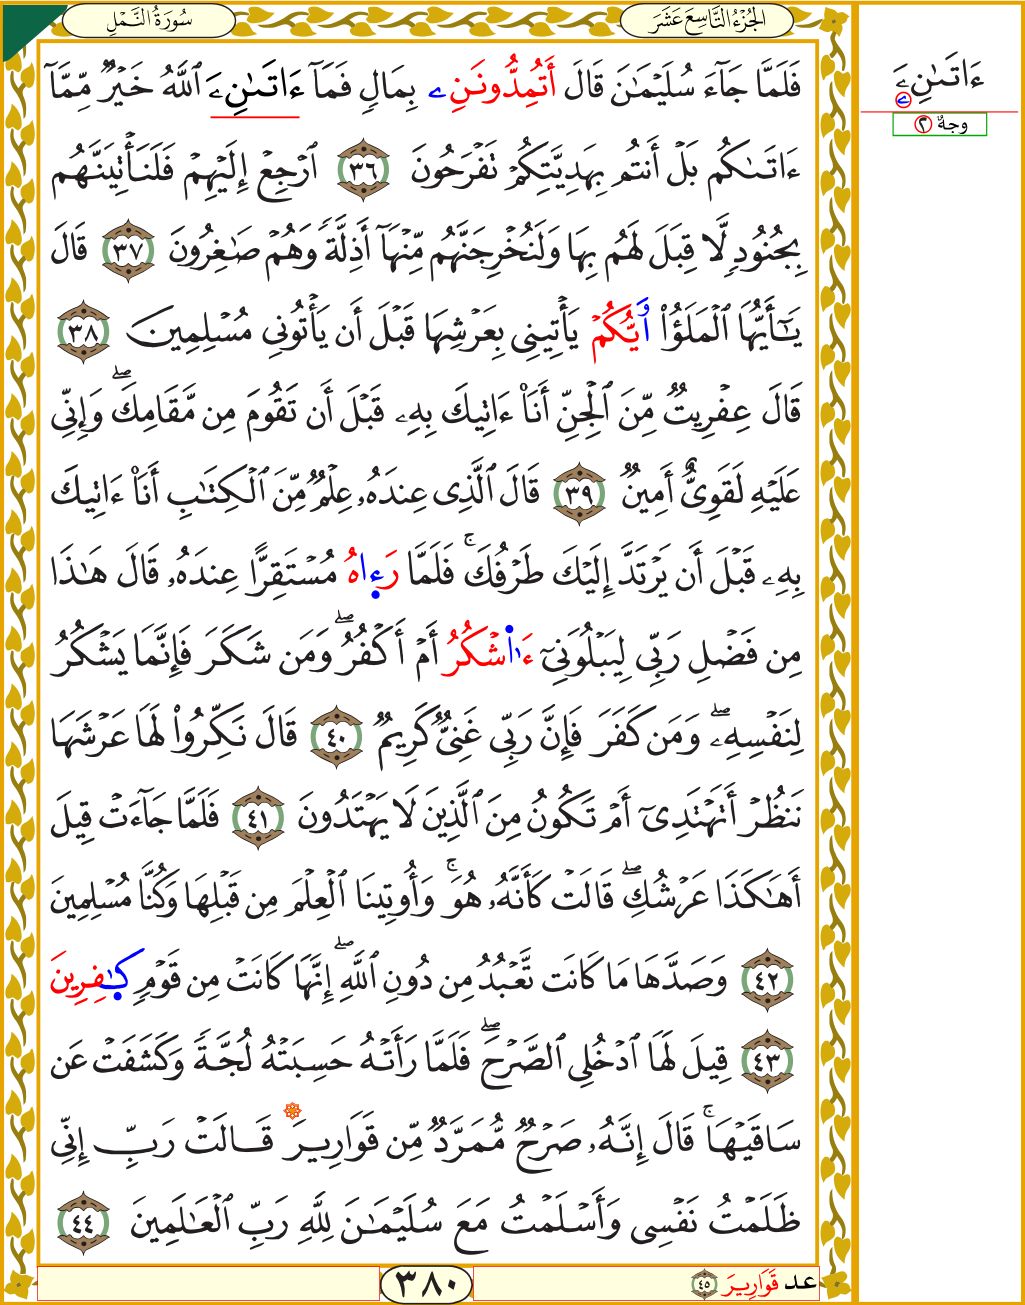 سُورَةُ النَّمْلِ
الجُزْءُ التَّاسِعَ عَشَرَ
فَلَمَّا جَآءَ سُلَيْمَٰنَ قَالَ أَتُمِدُّونَنِۦ بِمَالٍ فَمَآ ءَاتَىٰنِۦَ ٱللَّهُ خَيْرٌ مِّمَّآ
ءَاتَىٰكُم بَلْ أَنتُم بِهَدِيَّتِكُمْ تَفْرَحُونَ ٣٦ ٱرْجِعْ إِلَيْهِمْ فَلَنَأْتِيَنَّهُم
بِجُنُودٍ لَّا قِبَلَ لَهُم بِهَا وَلَنُخْرِجَنَّهُم مِّنْهَآ أَذِلَّةً وَهُمْ صَٰغِرُونَ ٣٧ قَالَ
يَٰٓأَيُّهَا ٱلْمَلَؤُا۟ أَيُّكُمْ يَأْتِينِى بِعَرْشِهَا قَبْلَ أَن يَأْتُونِى مُسْلِمِينَ ٣٨
قَالَ عِفْرِيتٌ مِّنَ ٱلْجِنِّ أَنَا۠ ءَاتِيكَ بِهِۦ قَبْلَ أَن تَقُومَ مِن مَّقَامِكَ ۖ وَإِنِّى
عَلَيْهِ لَقَوِىٌّ أَمِينٌ ٣٩ قَالَ ٱلَّذِى عِندَهُۥ عِلْمٌ مِّنَ ٱلْكِتَٰبِ أَنَا۠ ءَاتِيكَ
بِهِۦ قَبْلَ أَن يَرْتَدَّ إِلَيْكَ طَرْفُكَ ۚ فَلَمَّا رَءِاهُ مُسْتَقِرًّا عِندَهُۥ قَالَ هَٰذَا
مِن فَضْلِ رَبِّى لِيَبْلُوَنِىٓ ءَا۬شْكُرُ أَمْ أَكْفُرُ ۖ وَمَن شَكَرَ فَإِنَّمَا يَشْكُرُ
لِنَفْسِهِۦ ۖ وَمَن كَفَرَ فَإِنَّ رَبِّى غَنِىٌّ كَرِيمٌ ٤٠ قَالَ نَكِّرُوا۟ لَهَا عَرْشَهَا
نَنظُرْ أَتَهْتَدِىٓ أَمْ تَكُونُ مِنَ ٱلَّذِينَ لَا يَهْتَدُونَ ٤١ فَلَمَّا جَآءَتْ قِيلَ
أَهَٰكَذَا عَرْشُكِ ۖ قَالَتْ كَأَنَّهُۥ هُوَ ۚ وَأُوتِينَا ٱلْعِلْمَ مِن قَبْلِهَا وَكُنَّا مُسْلِمِينَ
٤٢ وَصَدَّهَا مَا كَانَت تَّعْبُدُ مِن دُونِ ٱللَّهِ ۖ إِنَّهَا كَانَتْ مِن قَوْمٍ كَٰفِرِينَ
٤٣ قِيلَ لَهَا ٱدْخُلِى ٱلصَّرْحَ ۖ فَلَمَّا رَأَتْهُ حَسِبَتْهُ لُجَّةً وَكَشَفَتْ عَن
سَاقَيْهَا ۚ قَالَ إِنَّهُۥ صَرْحٌ مُّمَرَّدٌ مِّن قَوَارِيرَ قَالَتْ رَبِّ إِنِّى
ظَلَمْتُ نَفْسِى وَأَسْلَمْتُ مَعَ سُلَيْمَٰنَ لِلَّهِ رَبِّ ٱلْعَٰلَمِينَ ٤٤
ءَاتَىٰنِۦَ
ے
وجهٌ ٢
٣٨٠
عد قَوَارِيرَ ٤٥